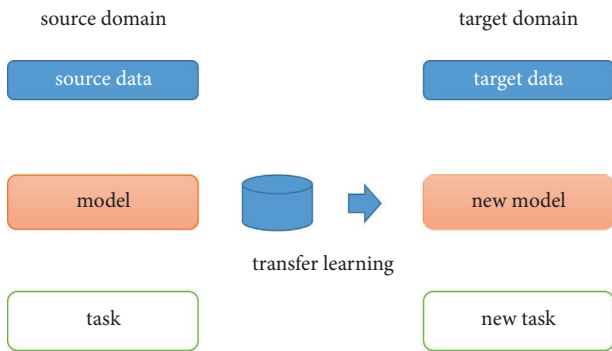 source domain
target domain
source data
target data
model
new model
transfer learning
task
new task